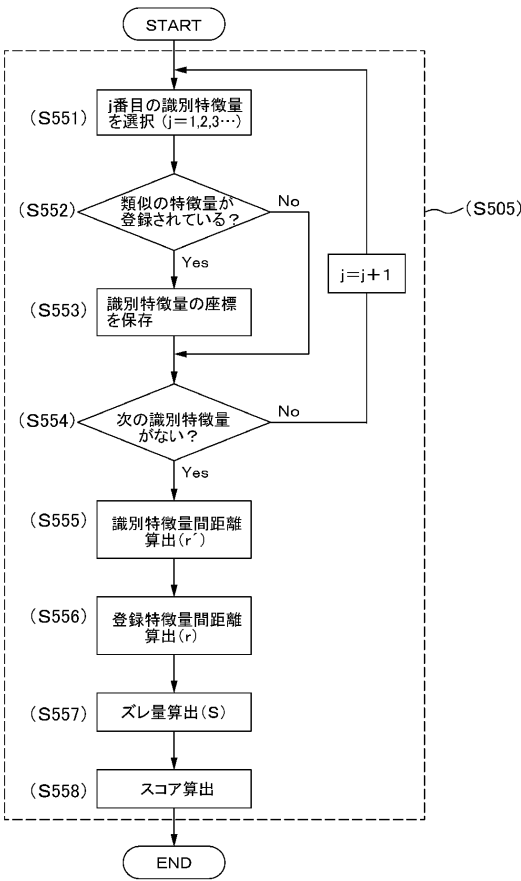 START
(S551)
j番目の識別特徴量
を選択 (j=1,2,3…)
(S552)
類似の特徴量が
登録されている?
No
Yes
(S505)
j=j+1
(S553)
識別特徴量の座標
を保存
(S554)
次の識別特徴量
がない?
No
Yes
(S555)
識別特徴量間距離
算出(r´)
(S556)
登録特徴量間距離
算出(r)
(S557)
ズレ量算出(S)
(S558)
スコア算出
END